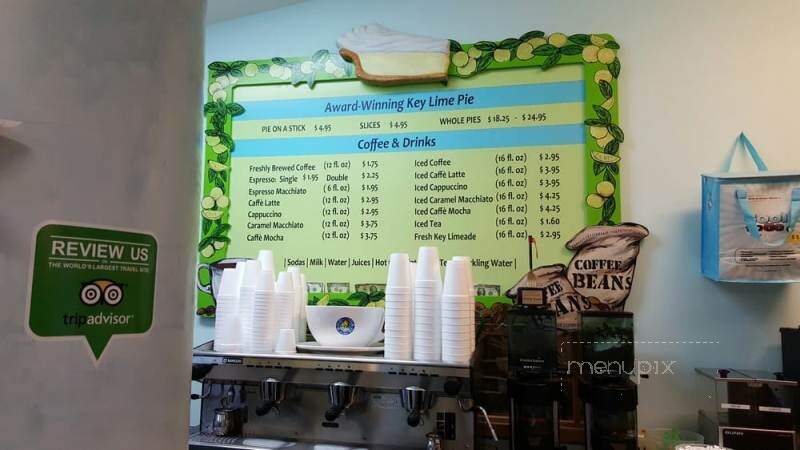 Award-Winning Key Lime Pie
PIE ON A STICK $ 4.95 SLICES $ 4.95 WHOLE PIES $ 18.25 - $ 24.95
Coffee & Drinks
Freshly Brewed Coffee (12 fl. oz) $ 1.75
Espresso: Single $ 1.95 Double $ 2.25
Espresso Macchiato (6 fl. oz) $ 1.95
Caffè Latte (12 fl. oz) $ 2.95
Cappuccino (12 fl. oz) $ 2.95
Caramel Macchiato (12 fl. oz) $ 3.75
Caffè Mocha (12 fl. oz) $ 3.75
Iced Coffee (16 fl. oz) $ 2.95
Iced Caffè Latte (16 fl. oz) $ 3.95
Iced Cappuccino (16 fl. oz) $ 3.95
Iced Caramel Macchiato (16 fl. oz) $ 4.25
Iced Caffè Mocha (16 fl. oz) $ 4.25
Iced Tea (16 fl. oz) $ 1.60
Fresh Key Limeade (16 fl. oz) $ 2.95
| Sodas | Milk | Water | Juices | Water |
COFFEE
BEANS
REVIEW US
THE WORLD'S LARGEST TRAVEL SITE
tripadvisor
menupix